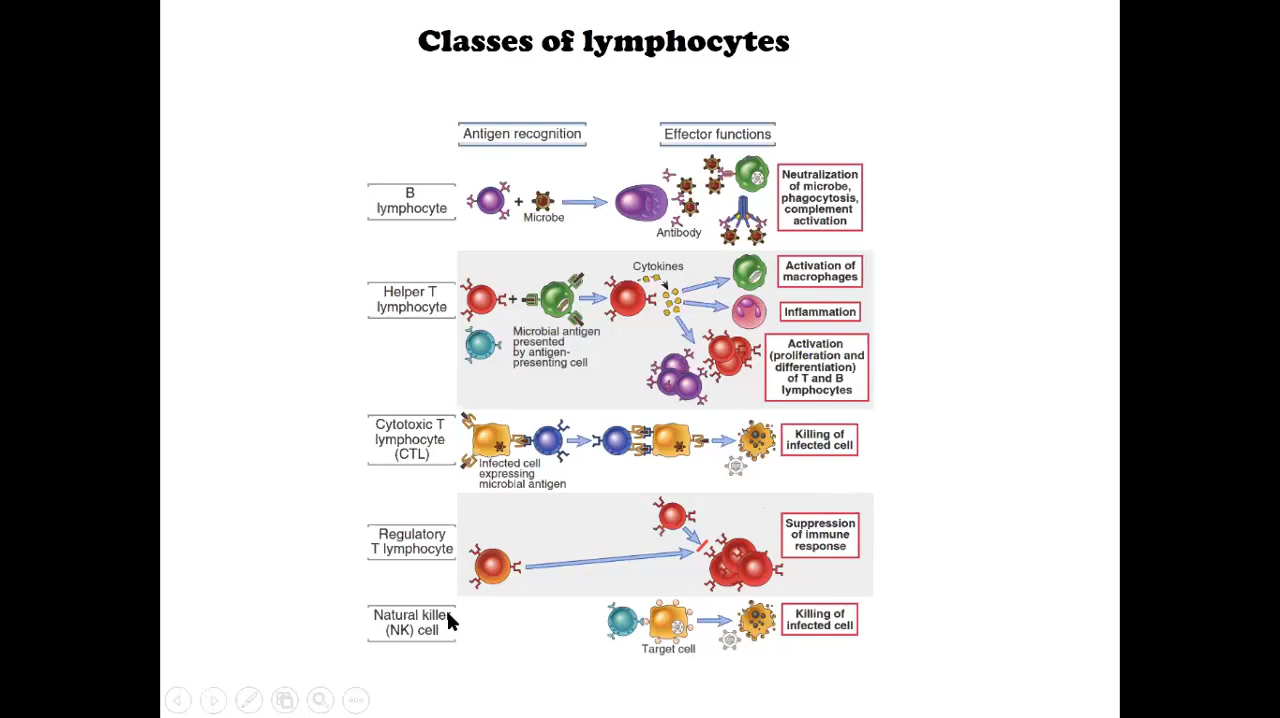 Classes of lymphocytes
Antigen recognition
Effector functions
B
lymphocyte
Microbe
Antibody
Neutralization
of microbe,
phagocytosis,
complement
activation
Helper T
lymphocyte
Microbial antigen
presented
by antigen-
presenting cell
Cytokines
Activation of
macrophages
Inflammation
Activation
(proliferation and
differentiation)
of T and B
lymphocytes
Cytotoxic T
lymphocyte
(CTL)
Infected cell
expressing
microbial antigen
Killing of
infected cell
Regulatory
T lymphocyte
Suppression
of immune
response
Natural killer
(NK) cell
Target cell
Killing of
infected cell